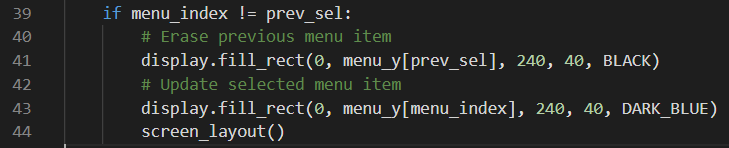 39 if menu_index != prev_sel:
40 # Erase previous menu item
41 display.fill_rect(0, menu_y[prev_sel], 240, 40, BLACK)
42 # Update selected menu item
43 display.fill_rect(0, menu_y[menu_index], 240, 40, DARK_BLUE)
44 screen_layout()